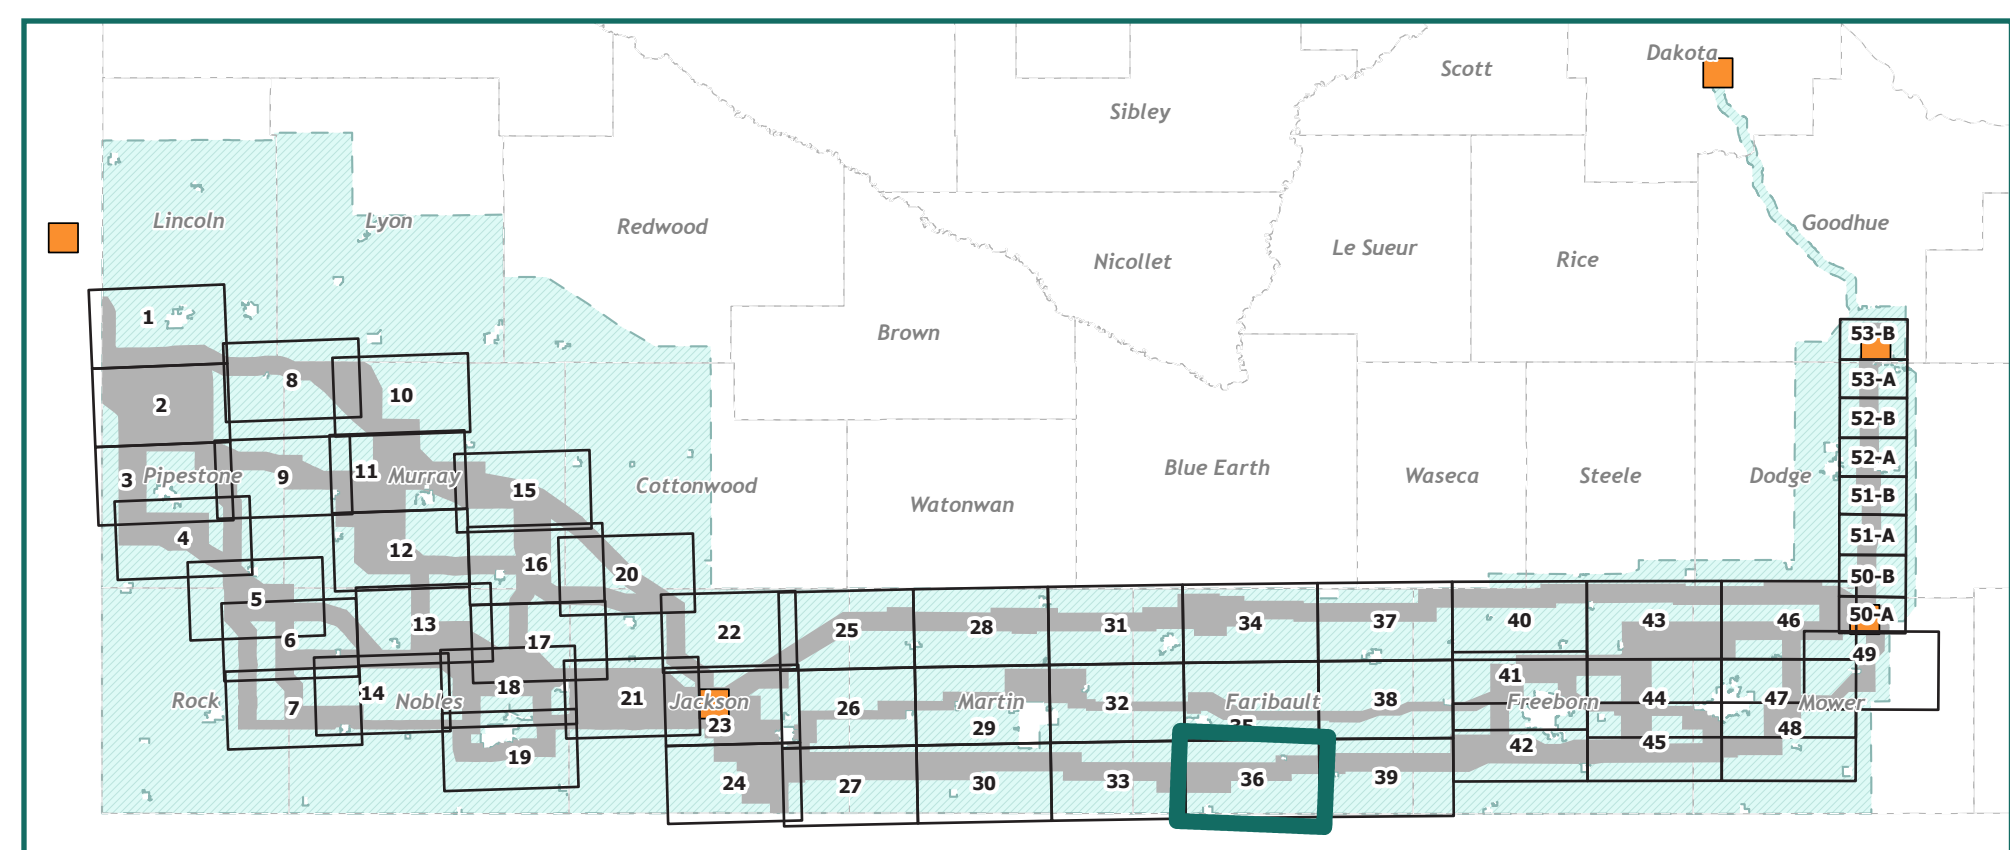 Dakota
Scott
Sibley
Lincoln
Lyon
Redwood
Goodhue
Le Sueur
Rice
Nicollet
1
Brown
53-B
8
53-A
10
2
52-B
52-A
Blue Earth
11
Pipestone
Murray
9
Waseca
Steele
Dodge
3
Cottonwood
15
51-B
Watonwan
4
51-A
12
16
20
50-B
5
50-A
13
22
25
28
31
34
37
40
43
46
6
17
49
41
18
14
7
Rock
Nobles
21
Jackson
26
Martin
32
Faribault
38
Freeborn
44
47
Mower
23
29
35
48
42
45
19
24
27
30
33
36
39